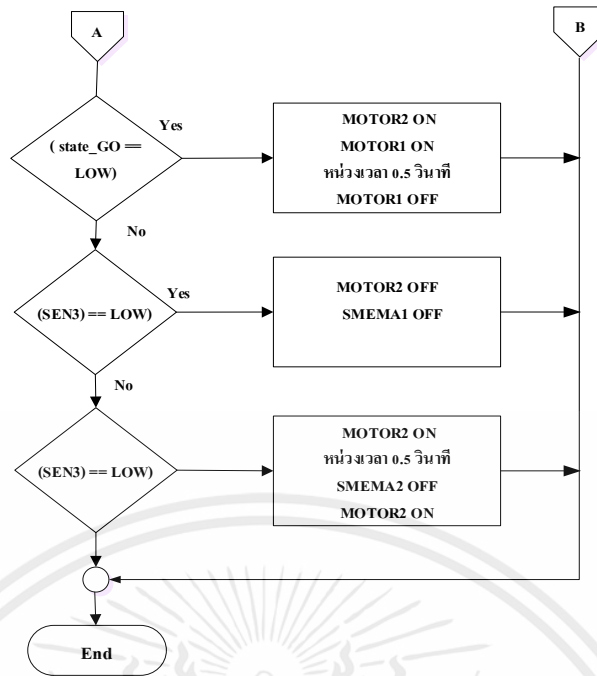 A
B
( state_GO ==
LOW)
Yes
MOTOR2 ON
MOTOR1 ON
หน่วงเวลา 0.5 วินาที
MOTOR1 OFF
No
(SEN3) == LOW)
Yes
MOTOR2 OFF
SMEMA1 OFF
No
(SEN3) == LOW)
MOTOR2 ON
หน่วงเวลา 0.5 วินาที
SMEMA2 OFF
MOTOR2 ON
End